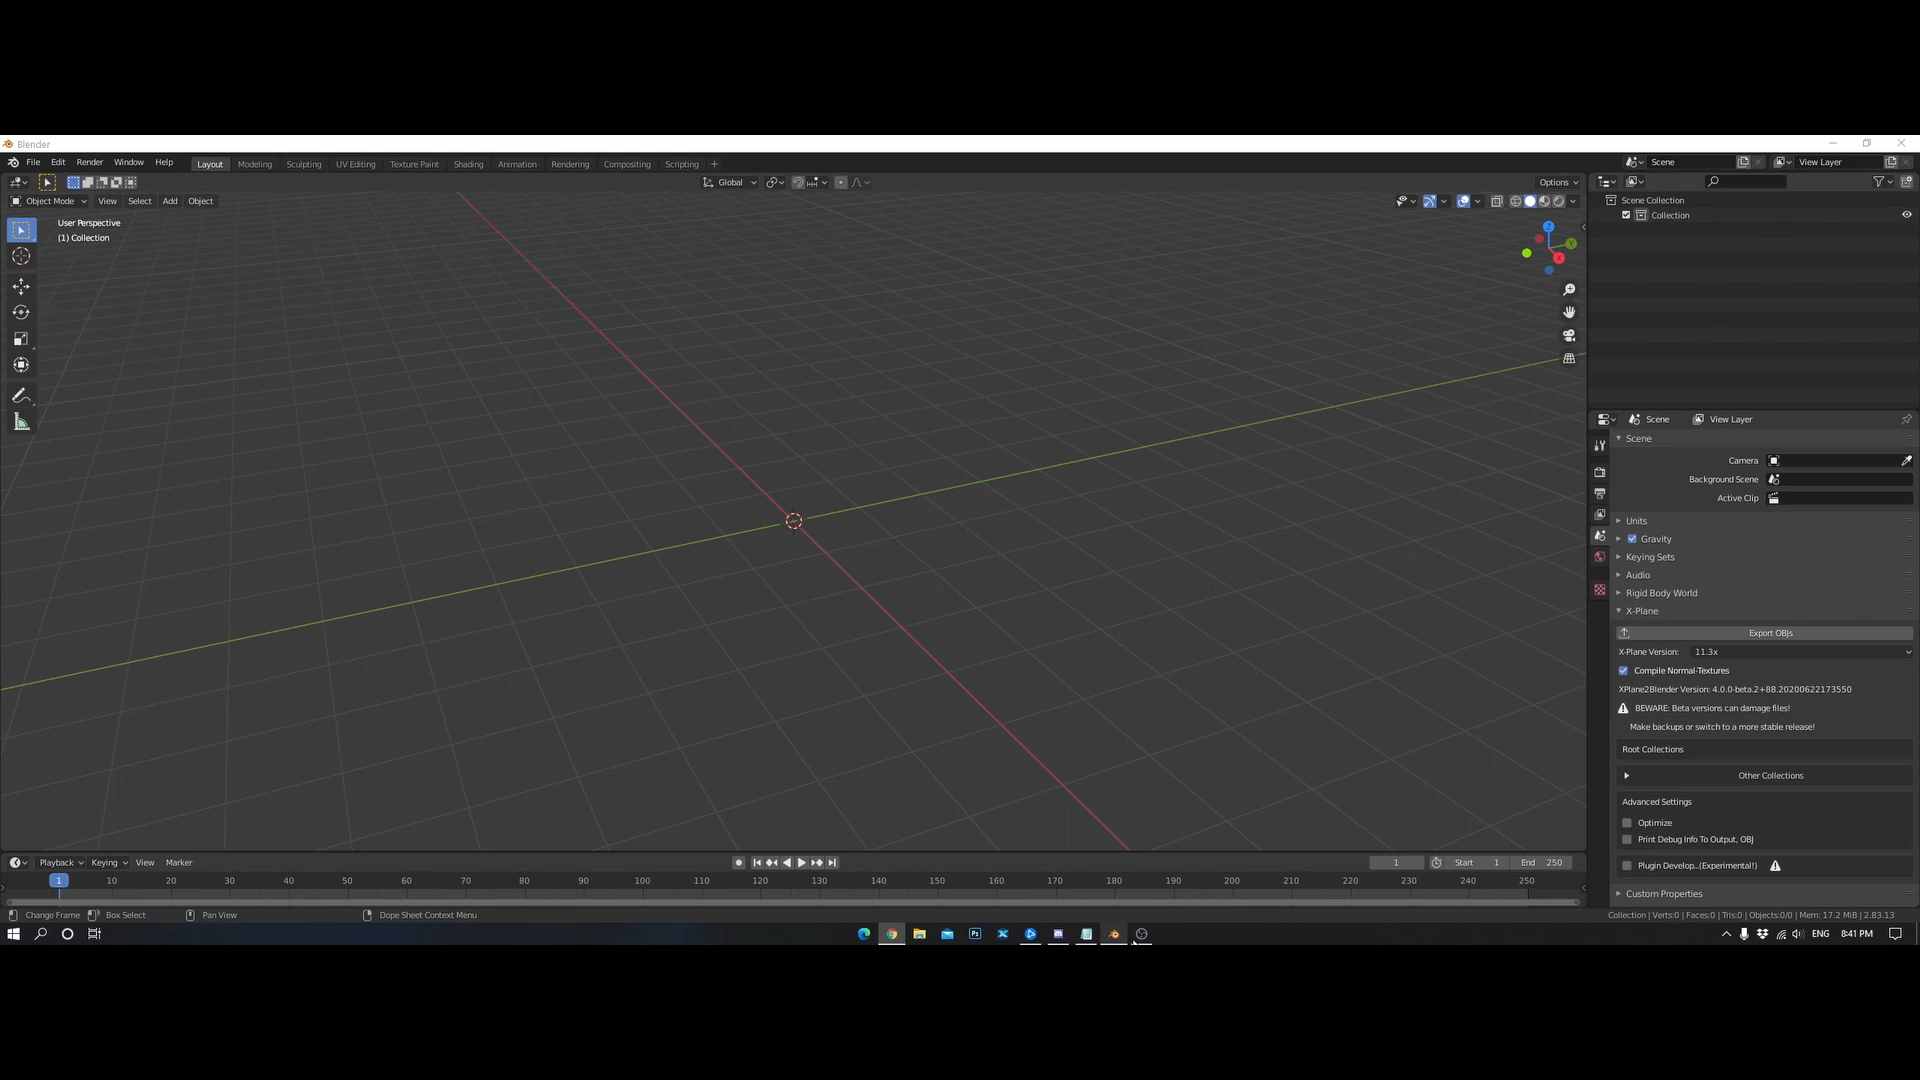 Blender
File Edit Render Window Help Layout Modeling Sculpting UV Editing Texture Paint Shading Animation Rendering Compositing Scripting + Scene View Layer
Global Options
Object Mode View Select Add Object
User Perspective
(1) Collection
Z
Y
X
Scene Collection
Collection
Scene View Layer
Scene
Camera
Background Scene
Active Clip
Units
Gravity
Keying Sets
Audio
Rigid Body World
X-Plane
Export OBJs
X-Plane Version: 11.3x
Compile Normal-Textures
XPlane2Blender Version: 4.0.0-beta.2+88.20200622173550
BEWARE: Beta versions can damage files!
Make backups or switch to a more stable release!
Root Collections
Other Collections
Advanced Settings
Optimize
Print Debug Info To Output, OBJ
Plugin Develop...(Experimental!)
Custom Properties
Playback Keying View Marker 1 Start 1 End 250
1 10 20 30 40 50 60 70 80 90 100 110 120 130 140 150 160 170 180 190 200 210 220 230 240 250
Change Frame Box Select Pan View Dope Sheet Context Menu
Collection | Verts:0 | Faces:0 | Tris:0 | Objects:0/0 | Mem: 17.2 MiB | 2.83.13
Ps ENG 8:41 PM